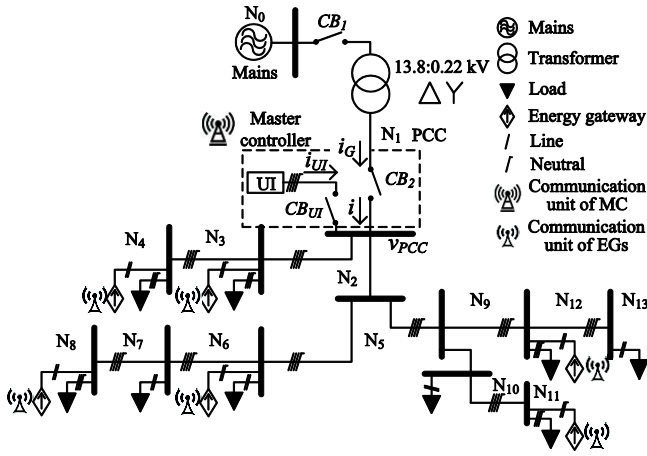 N0
CB1
Mains
13.8:0.22 kV
Δ Y
N1 PCC
Master
controller
iG
iUI
UI
CB2
CBUI
i
vPCC
N4
N3
N2
N8
N7
N6
N5
N9
N12
N13
N10
N11
Mains
Transformer
Load
Energy gateway
Line
Neutral
Communication
unit of MC
Communication
unit of EGs